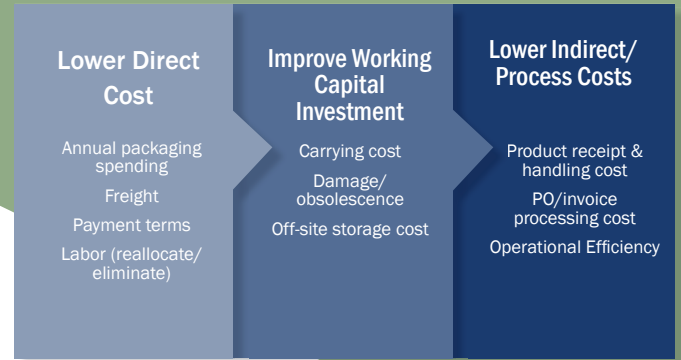 Lower Direct
Cost
Annual packaging
spending
Freight
Payment terms
Labor (reallocate/
eliminate)
Improve Working
Capital
Investment
Carrying cost
Damage/
obsolescence
Off-site storage cost
Lower Indirect/
Process Costs
Product receipt &
handling cost
PO/invoice
processing cost
Operational Efficiency